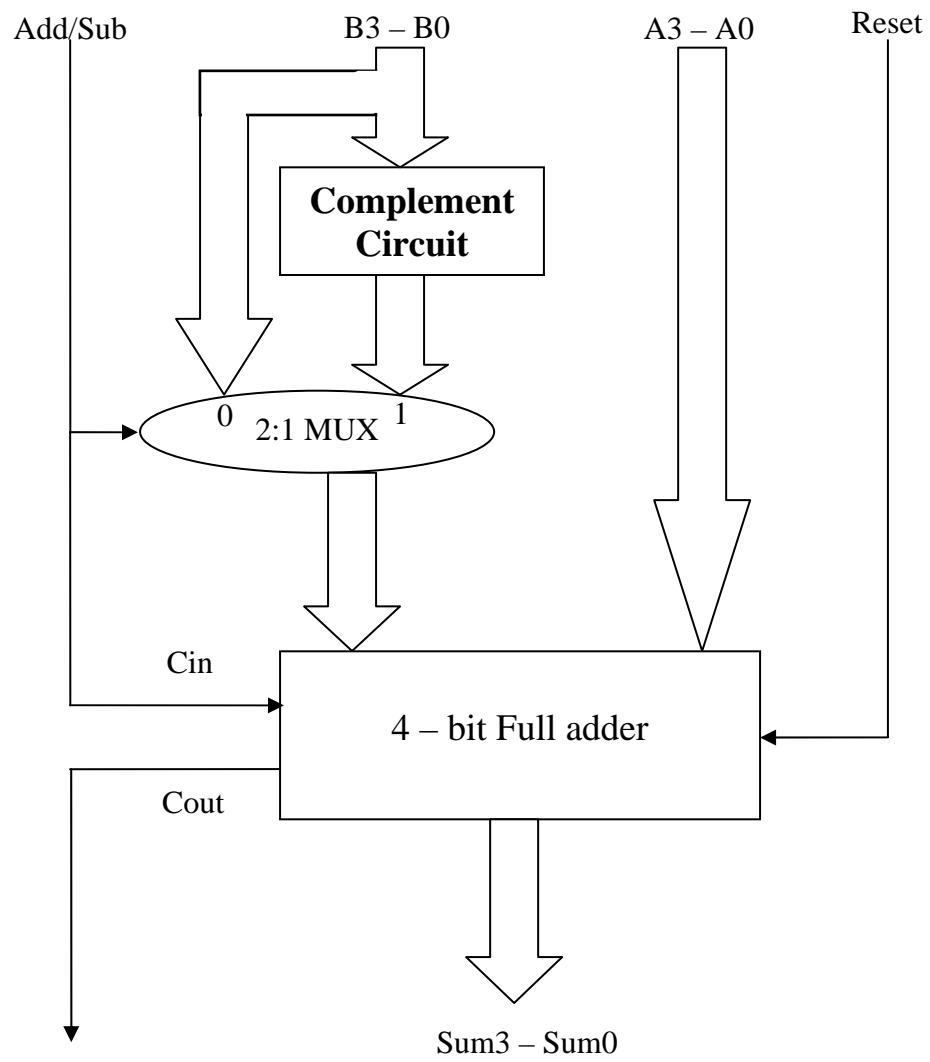 Add/Sub
B3 – B0
A3 – A0
Reset
Complement
Circuit
0
2:1 MUX
1
Cin
4 – bit Full adder
Cout
Sum3 – Sum0